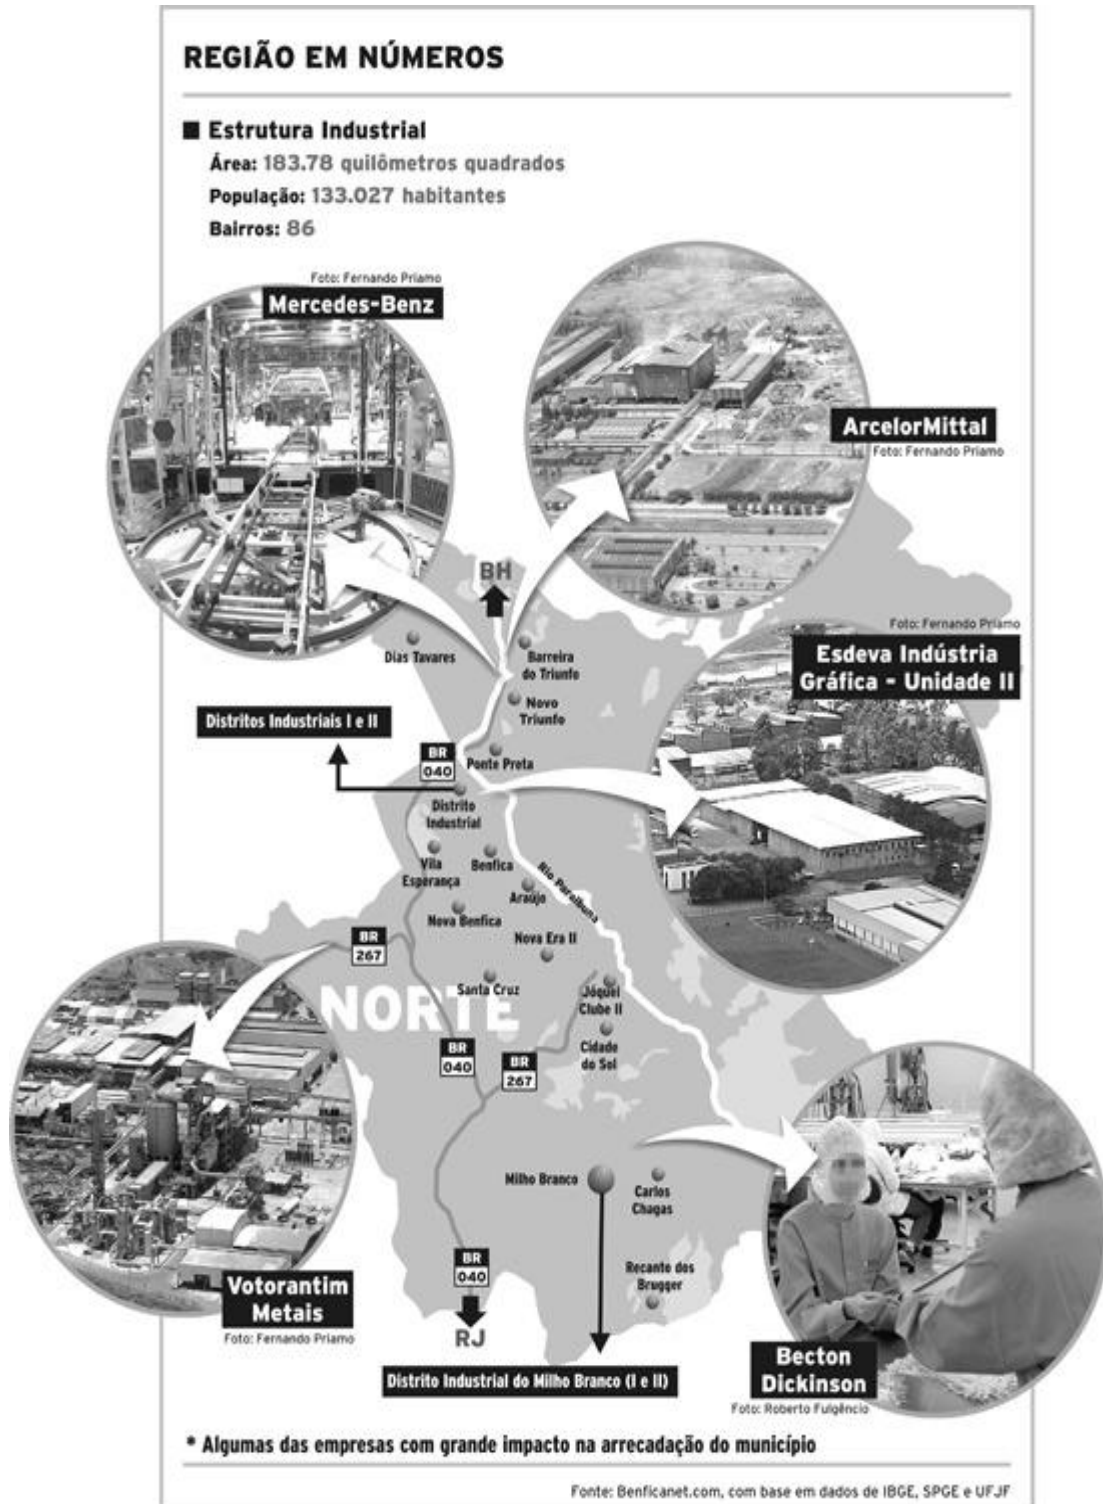 REGIÃO EM NÚMEROS
Estrutura Industrial
Área: 183.78 quilômetros quadrados
População: 133.027 habitantes
Bairros: 86
Foto: Fernando Priamo
Mercedes-Benz
ArcelorMittal
Foto: Fernando Priamo
BH
Foto: Fernando Priamo
Esdeva Indústria
Gráfica - Unidade II
Dias Tavares
Barreira
do Triunfo
Novo
Triunfo
Distritos Industriais I e II
BR
040
Ponte Preta
Distrito
Industrial
Vila
Esperança
Benfica
Araújo
Rio Paraibuna
Nova Benfica
Nova Era II
BR
267
Santa Cruz
NORTE
Jóquei
Clube II
Cidade
do Sol
BR
040
BR
267
Milho Branco
Carlos
Chagas
BR
040
Recanto dos
Brugger
Votorantim
Metais
Foto: Fernando Priamo
RJ
Becton
Dickinson
Foto: Roberto Fulgêncio
Distrito Industrial do Milho Branco (I e II)
* Algumas das empresas com grande impacto na arrecadação do município
Fonte: Benficanet.com, com base em dados de IBGE, SPGE e UFJF